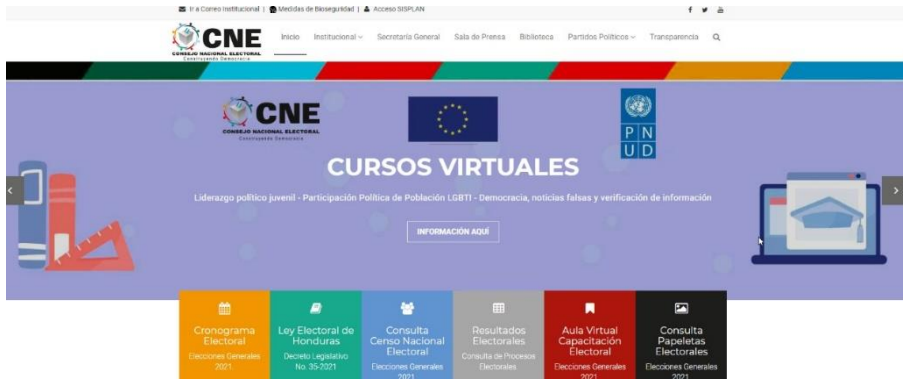 Ir a Correo Institucional | Medidas de Bioseguridad | Acceso SISPLAN
CNE
CONSEJO NACIONAL ELECTORAL
Construyendo Democracia
Inicio Institucional Secretaría General Sala de Prensa Biblioteca Partidos Políticos Transparencia
CNE
CONSEJO NACIONAL ELECTORAL
Construyendo Democracia
P N
U D
CURSOS VIRTUALES
Liderazgo político juvenil - Participación Política de Población LGBTI - Democracia, noticias falsas y verificación de información
INFORMACIÓN AQUÍ
Cronograma
Electoral
Elecciones Generales
2021.
Ley Electoral de
Honduras
Decreto Legislativo
No. 35-2021
Consulta
Censo Nacional
Electoral
Elecciones Generales
2021
Resultados
Electorales
Consulta de Procesos
Electorales
Aula Virtual
Capacitación
Electoral
Elecciones Generales
2021
Consulta
Papeletas
Electorales
Elecciones Generales
2021